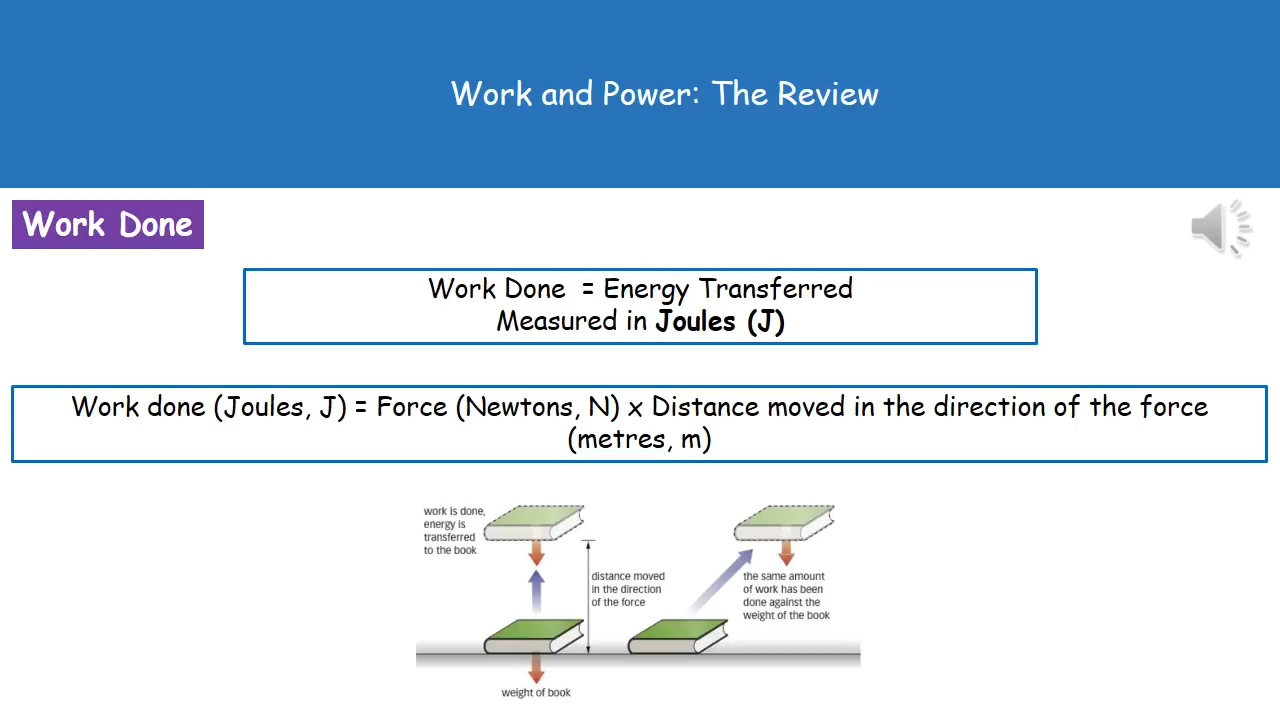 Work and Power: The Review
Work Done
Work Done = Energy Transferred
Measured in Joules (J)
Work done (Joules, J) = Force (Newtons, N) x Distance moved in the direction of the force
(metres, m)
work is done,
energy is
transferred
to the book
distance moved
in the direction
of the force
the same amount
of work has been
done against the
weight of the book
weight of book